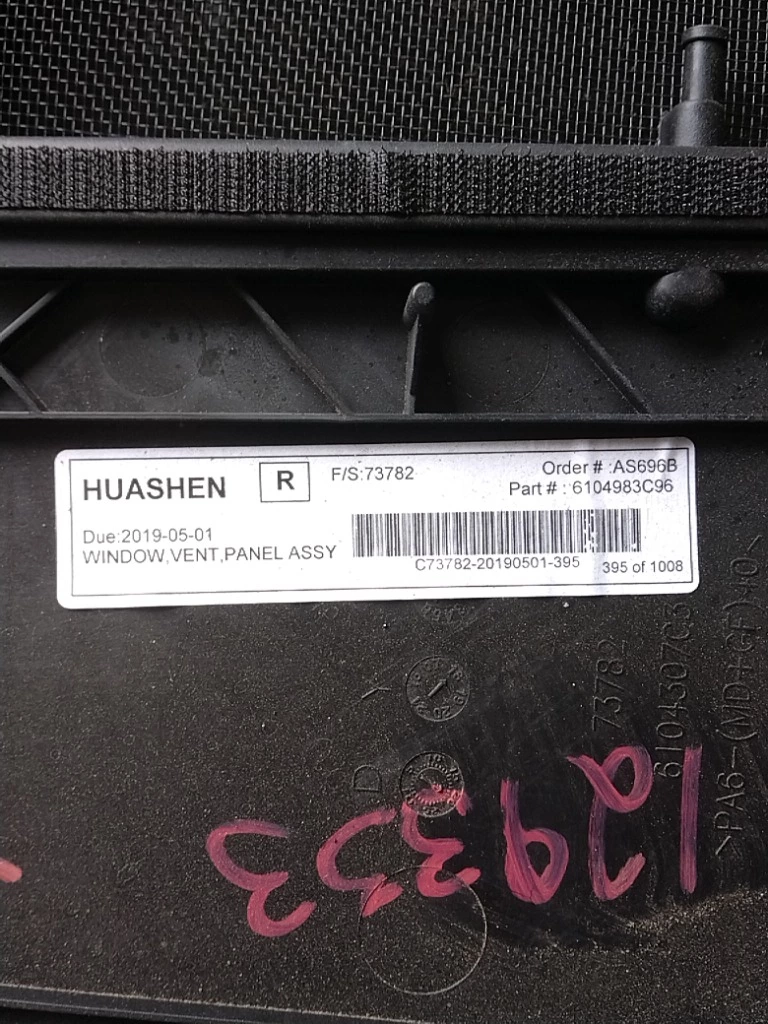 HUASHEN
R
F/S:73782
Order # :AS696B
Part # : 6104983C96
Due:2019-05-01
WINDOW,VENT,PANEL ASSY
C73782-20190501-395
395 of 1008
73782
6104307C3
>PA6-(MD+GF)40<
129333